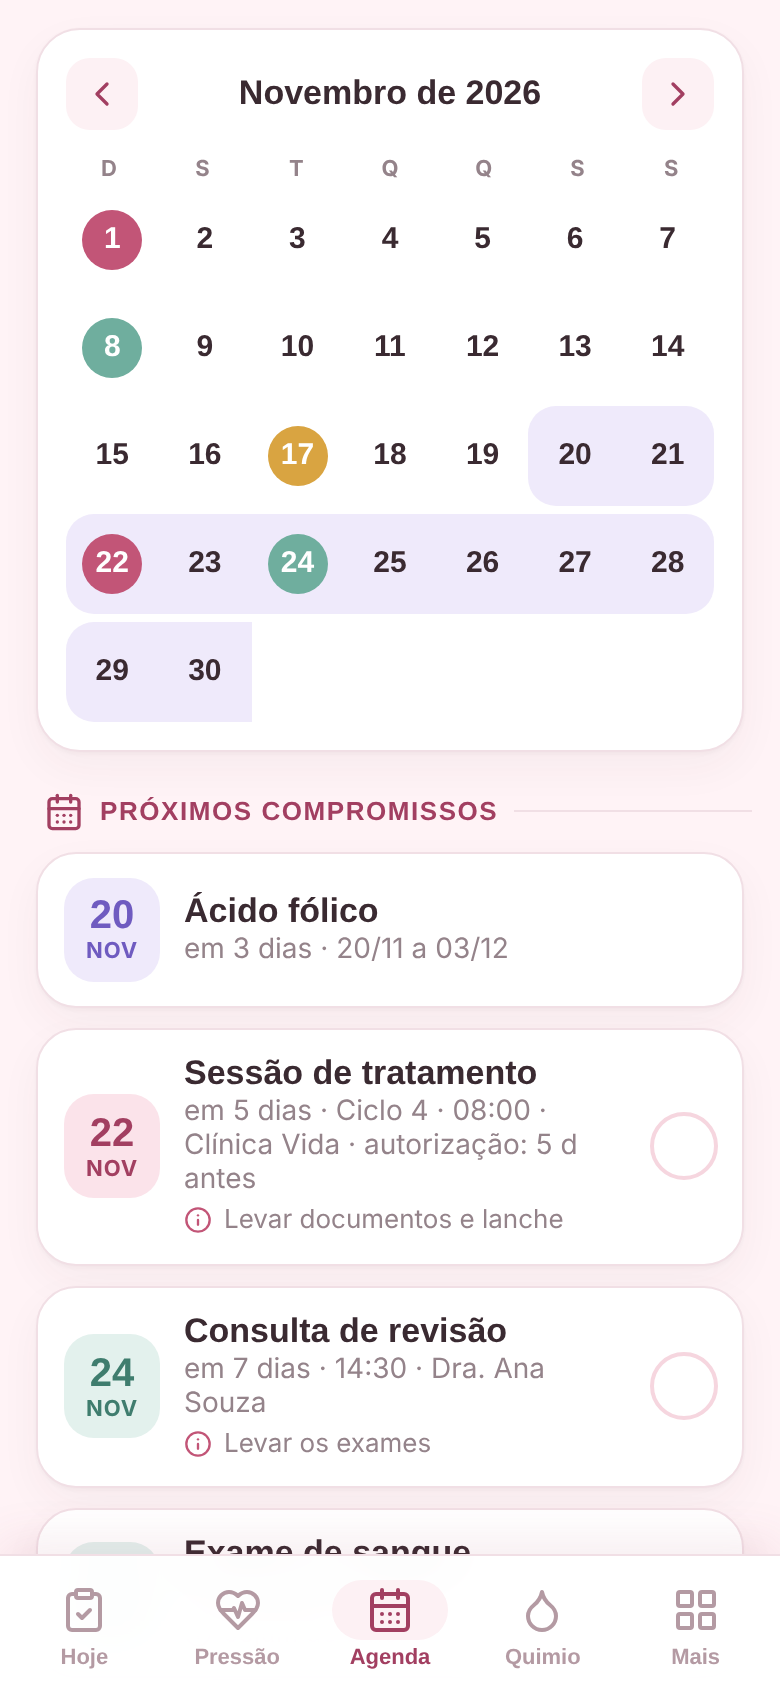 Novembro de 2026
D S T Q Q S S
1 2 3 4 5 6 7
8 9 10 11 12 13 14
15 16 17 18 19 20 21
22 23 24 25 26 27 28
29 30
PRÓXIMOS COMPROMISSOS
20
NOV
Ácido fólico
em 3 dias · 20/11 a 03/12
22
NOV
Sessão de tratamento
em 5 dias · Ciclo 4 · 08:00 ·
Clínica Vida · autorização: 5 d
antes
Levar documentos e lanche
24
NOV
Consulta de revisão
em 7 dias · 14:30 · Dra. Ana
Souza
Levar os exames
Exame de sangue
Hoje
Pressão
Agenda
Quimio
Mais